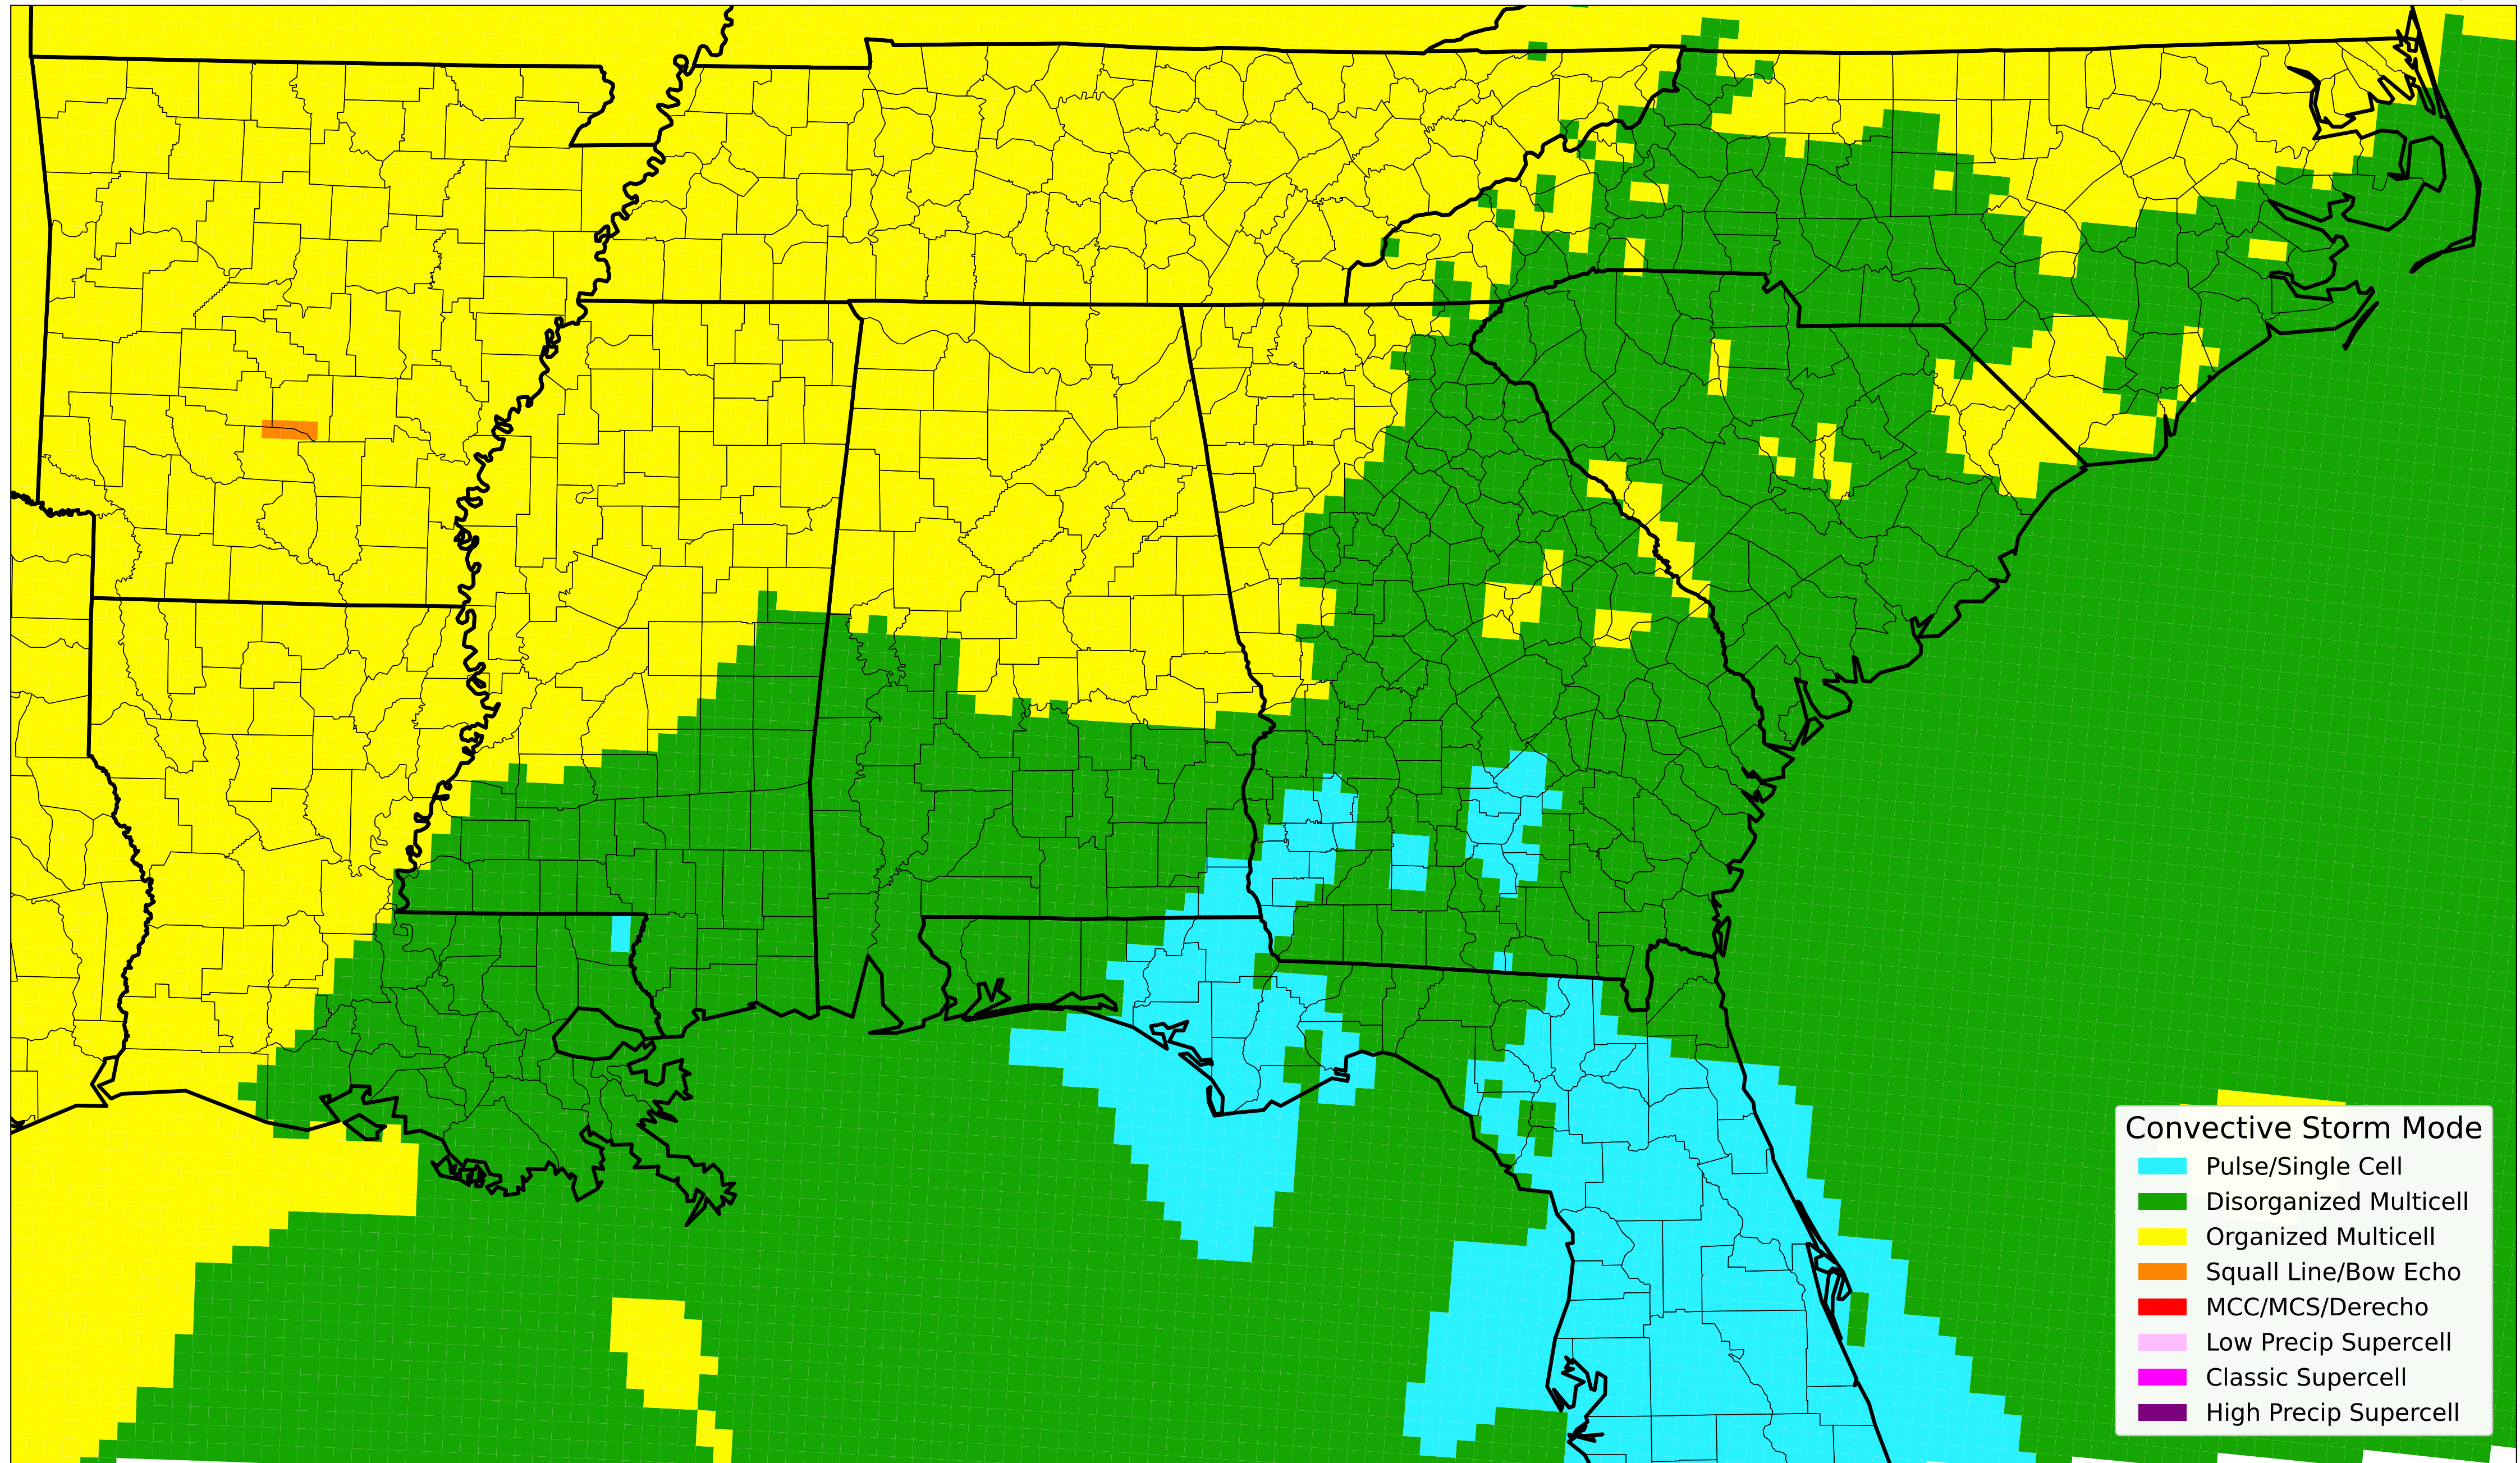 Convective Storm Mode
Pulse/Single Cell
Disorganized Multicell
Organized Multicell
Squall Line/Bow Echo
MCC/MCS/Derecho
Low Precip Supercell
Classic Supercell
High Precip Supercell